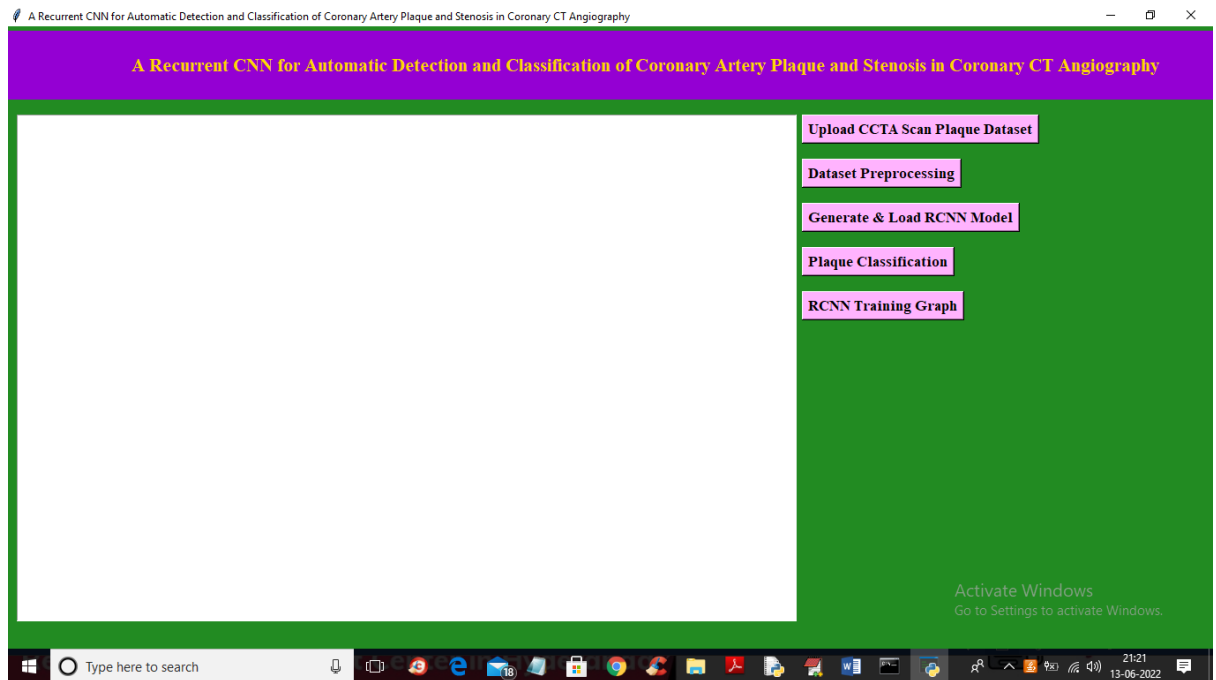 A Recurrent CNN for Automatic Detection and Classification of Coronary Artery Plaque and Stenosis in Coronary CT Angiography
A Recurrent CNN for Automatic Detection and Classification of Coronary Artery Plaque and Stenosis in Coronary CT Angiography
Upload CCTA Scan Plaque Dataset
Dataset Preprocessing
Generate & Load RCNN Model
Plaque Classification
RCNN Training Graph
Activate Windows
Go to Settings to activate Windows.
Type here to search
18
21:21
13-06-2022